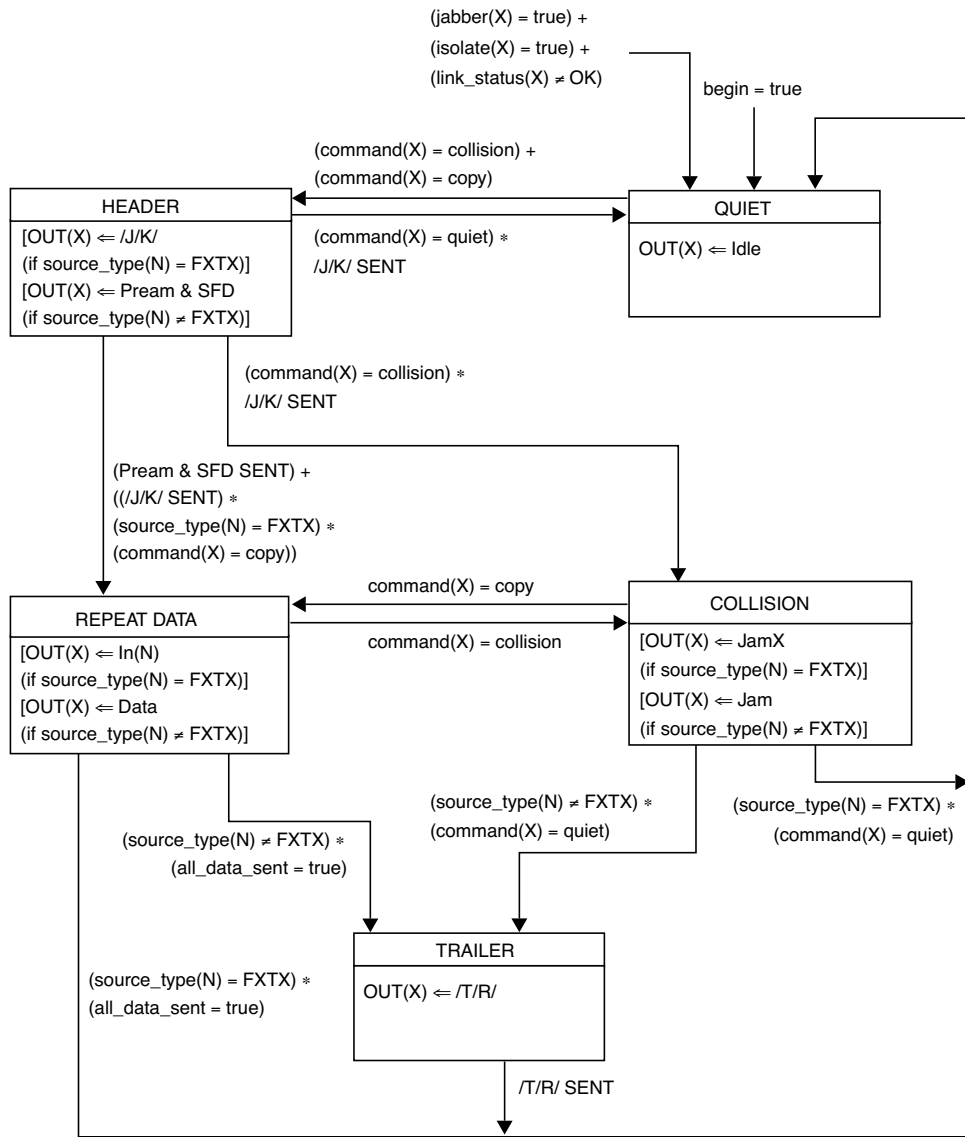 (jabber(X) = true) +
(isolate(X) = true) +
(link_status(X) ≠ OK)
begin = true
(command(X) = collision) +
(command(X) = copy)
HEADER
[OUT(X) ⇐ /J/K/
(if source_type(N) = FXTX)]
[OUT(X) ⇐ Pream & SFD
(if source_type(N) ≠ FXTX)]
(command(X) = quiet) *
/J/K/ SENT
QUIET
OUT(X) ⇐ Idle
(command(X) = collision) *
/J/K/ SENT
(Pream & SFD SENT) +
((/J/K/ SENT) *
(source_type(N) = FXTX) *
(command(X) = copy))
command(X) = copy
command(X) = collision
REPEAT DATA
[OUT(X) ⇐ In(N)
(if source_type(N) = FXTX)]
[OUT(X) ⇐ Data
(if source_type(N) ≠ FXTX)]
COLLISION
[OUT(X) ⇐ JamX
(if source_type(N) = FXTX)]
[OUT(X) ⇐ Jam
(if source_type(N) ≠ FXTX)]
(source_type(N) ≠ FXTX) *
(all_data_sent = true)
(source_type(N) ≠ FXTX) *
(command(X) = quiet)
(source_type(N) = FXTX) *
(command(X) = quiet)
(source_type(N) = FXTX) *
(all_data_sent = true)
TRAILER
OUT(X) ⇐ /T/R/
/T/R/ SENT